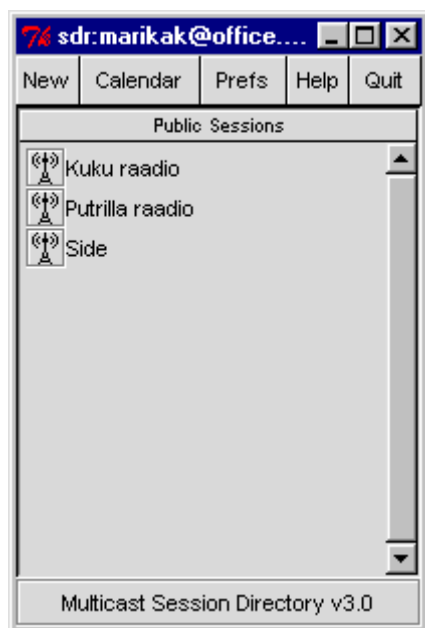 7k sdr:marikak@office....
New Calendar Prefs Help Quit
Public Sessions
Kuku raadio
Putrilla raadio
Side
Multicast Session Directory v3.0